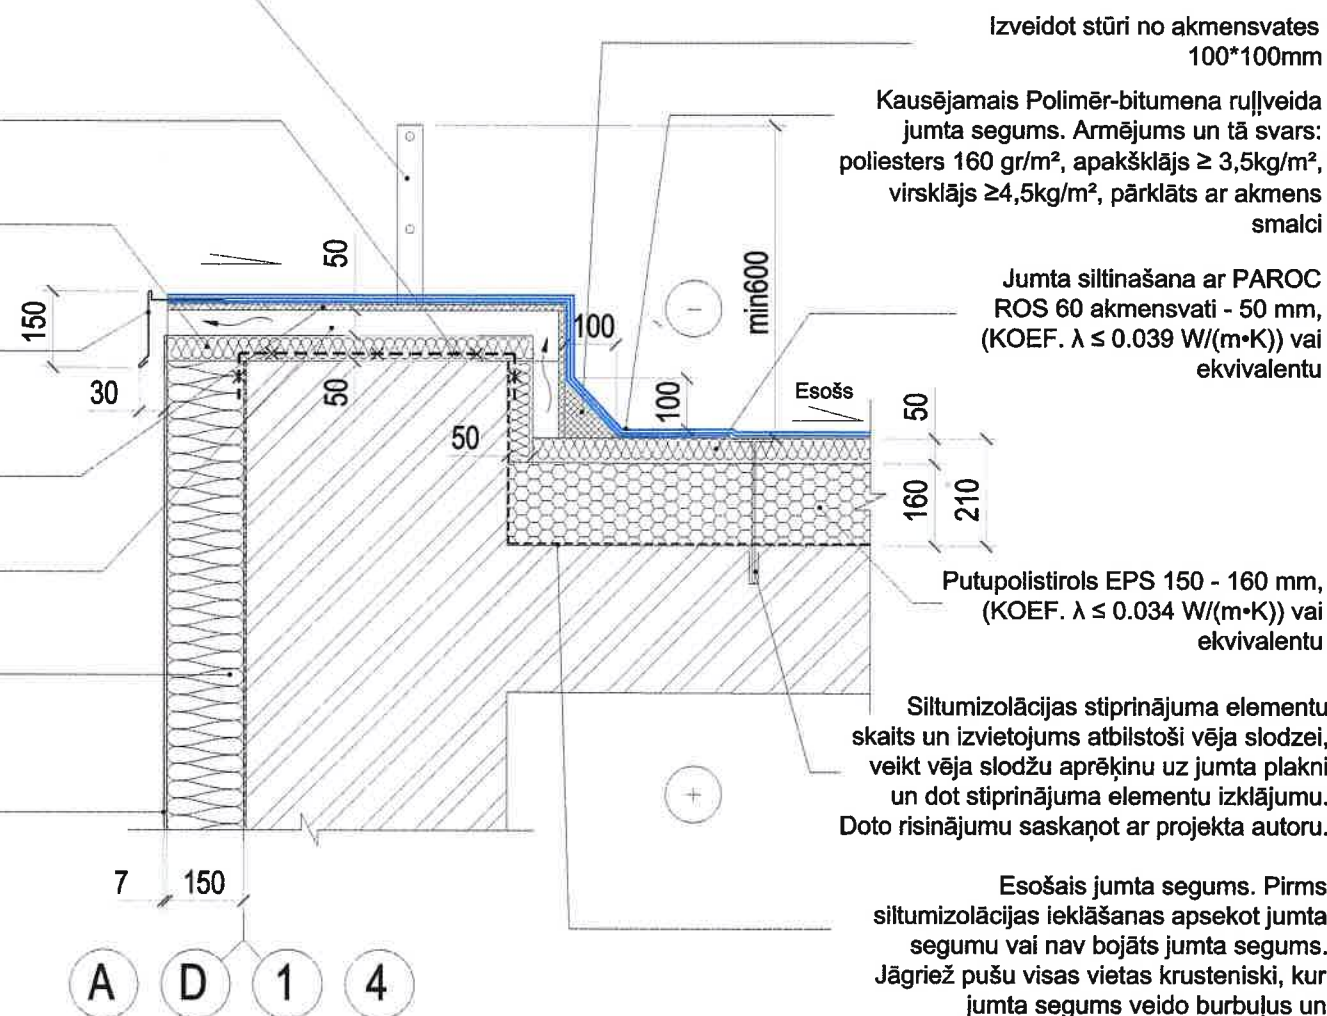 Izveidot stūri no akmensvates
100*100mm
Kausējamais Polimēr-bitumena ruļļveida
jumta segums. Armējums un tā svars:
poliesters 160 gr/m², apakšklājs ≥ 3,5kg/m²,
virsklājs ≥4,5kg/m², pārklāts ar akmens
smalci
Jumta siltinašana ar PAROC
ROS 60 akmensvati - 50 mm,
(KOEF. λ ≤ 0.039 W/(m•K)) vai
ekvivalentu
Putupolistirols EPS 150 - 160 mm,
(KOEF. λ ≤ 0.034 W/(m•K)) vai
ekvivalentu
Siltumizolācijas stiprinājuma elementu
skaits un izvietojums atbilstoši vēja slodzei,
veikt vēja slodžu aprēķinu uz jumta plakni
un dot stiprinājuma elementu izklājumu.
Doto risinājumu saskaņot ar projekta autoru.
Esošais jumta segums. Pirms
siltumizolācijas ieklāšanas apsekot jumta
segumu vai nav bojāts jumta segums.
Jāgriež pušu visas vietas krusteniski, kur
jumta segums veido burbuļus un
150
30
50
50
50
100
100
min600
Esošs
50
160
210
-
+
7
150
A
D
1
4